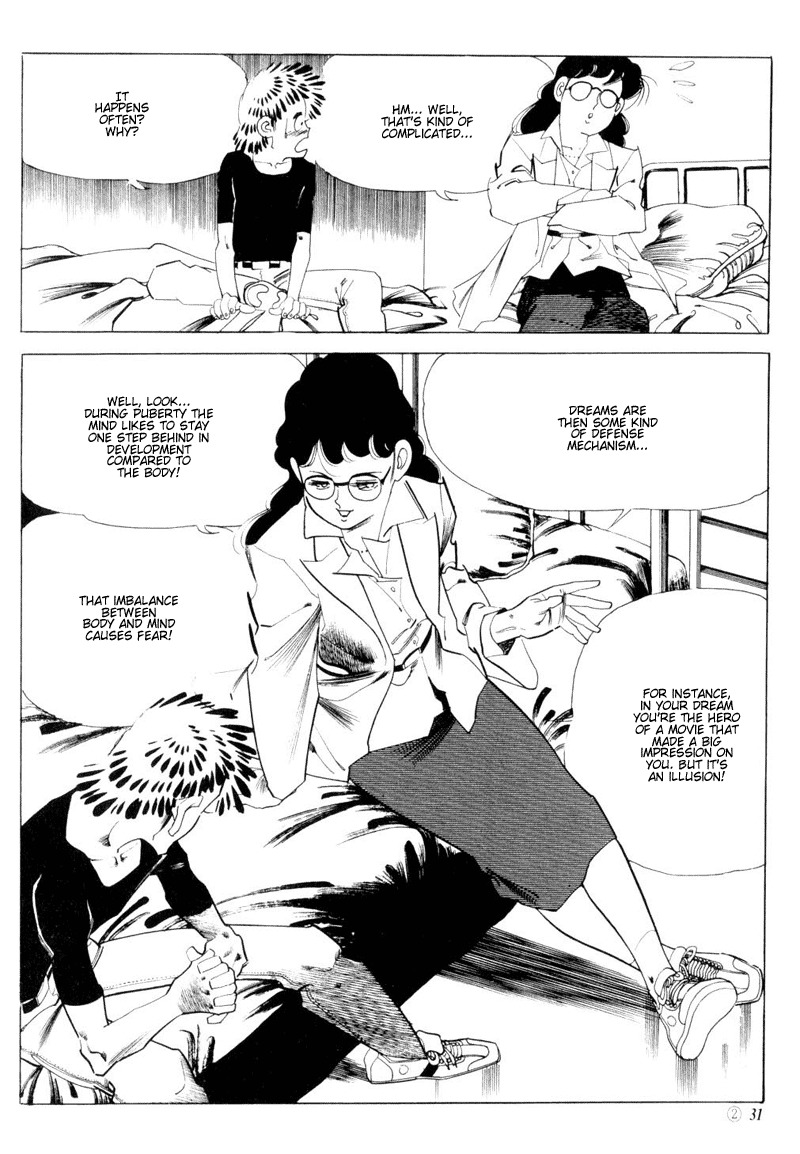 IT
HAPPENS
OFTEN?
WHY?
HM... WELL,
THAT'S KIND OF
COMPLICATED...
WELL, LOOK...
DURING PUBERTY THE
MIND LIKES TO STAY
ONE STEP BEHIND IN
DEVELOPMENT
COMPARED TO
THE BODY!
THAT IMBALANCE
BETWEEN
BODY AND MIND
CAUSES FEAR!
DREAMS ARE
THEN SOME KIND
OF DEFENSE
MECHANISM...
FOR INSTANCE,
IN YOUR DREAM
YOU'RE THE HERO
OF A MOVIE THAT
MADE A BIG
IMPRESSION ON
YOU. BUT IT'S
AN ILLUSION!
② 31